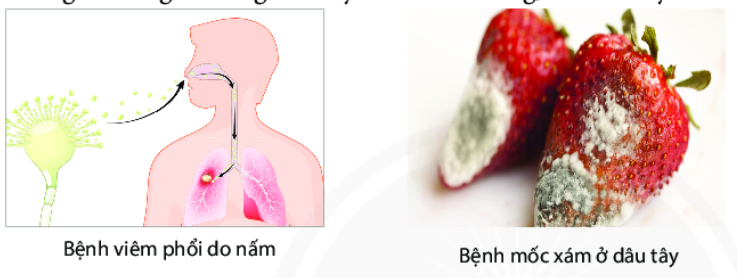 Bệnh viêm phổi do nấm
Bệnh mốc xám ở dâu tây